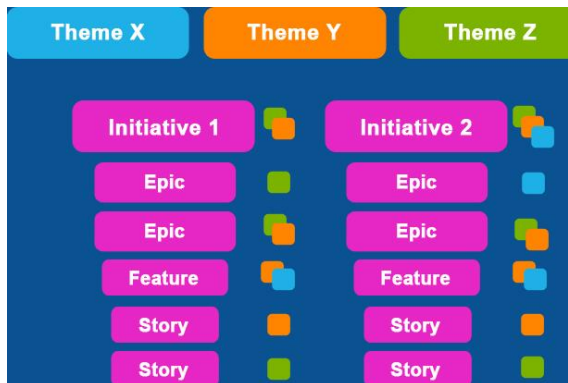 Theme X
Theme Y
Theme Z
Initiative 1
Initiative 2
Epic
Epic
Epic
Epic
Feature
Feature
Story
Story
Story
Story